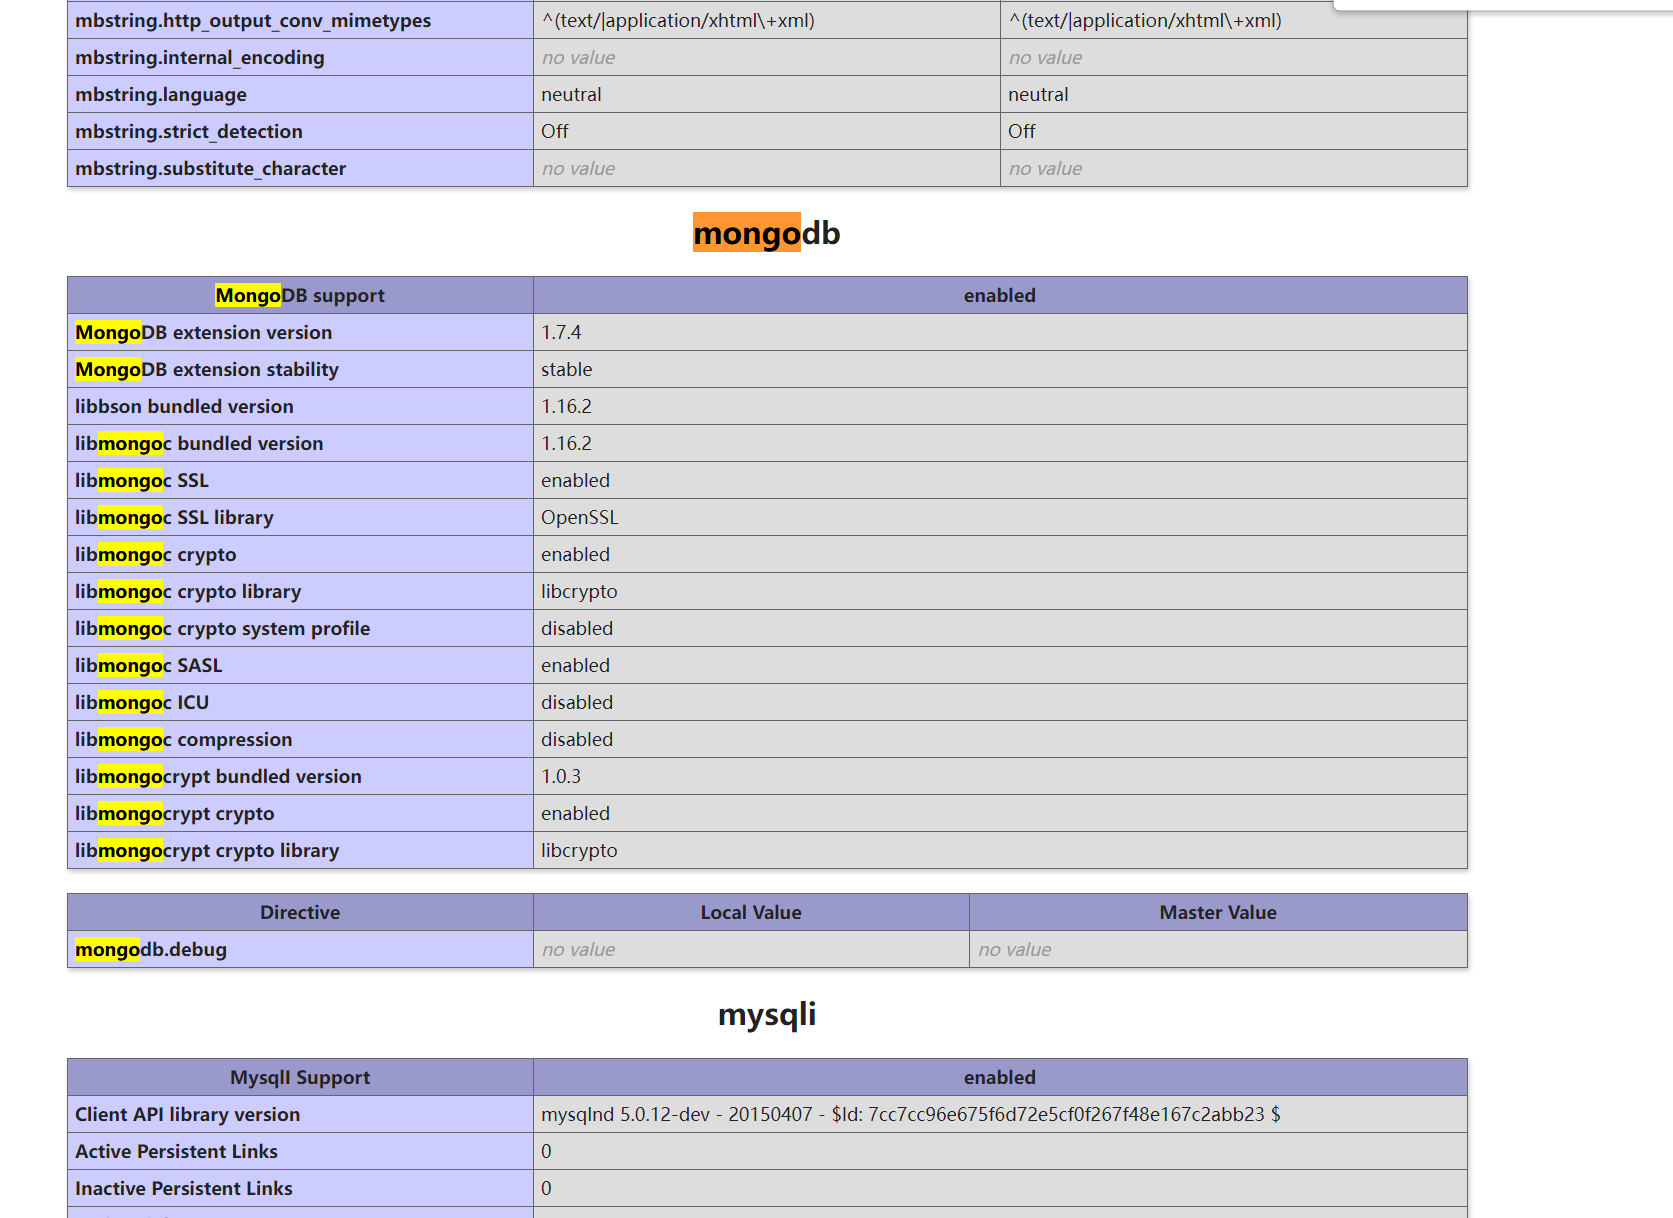 mbstring.http_output_conv_mimetypes ^(text/|application/xhtml\+xml) ^(text/|application/xhtml\+xml)
mbstring.internal_encoding no value no value
mbstring.language neutral neutral
mbstring.strict_detection Off Off
mbstring.substitute_character no value no value
mongodb
MongoDB support enabled
MongoDB extension version 1.7.4
MongoDB extension stability stable
libbson bundled version 1.16.2
libmongoc bundled version 1.16.2
libmongoc SSL enabled
libmongoc SSL library OpenSSL
libmongoc crypto enabled
libmongoc crypto library libcrypto
libmongoc crypto system profile disabled
libmongoc SASL enabled
libmongoc ICU disabled
libmongoc compression disabled
libmongocrypt bundled version 1.0.3
libmongocrypt crypto enabled
libmongocrypt crypto library libcrypto
Directive Local Value Master Value
mongodb.debug no value no value
mysqli
MysqlI Support enabled
Client API library version mysqlnd 5.0.12-dev - 20150407 - $Id: 7cc7cc96e675f6d72e5cf0f267f48e167c2abb23 $
Active Persistent Links 0
Inactive Persistent Links 0